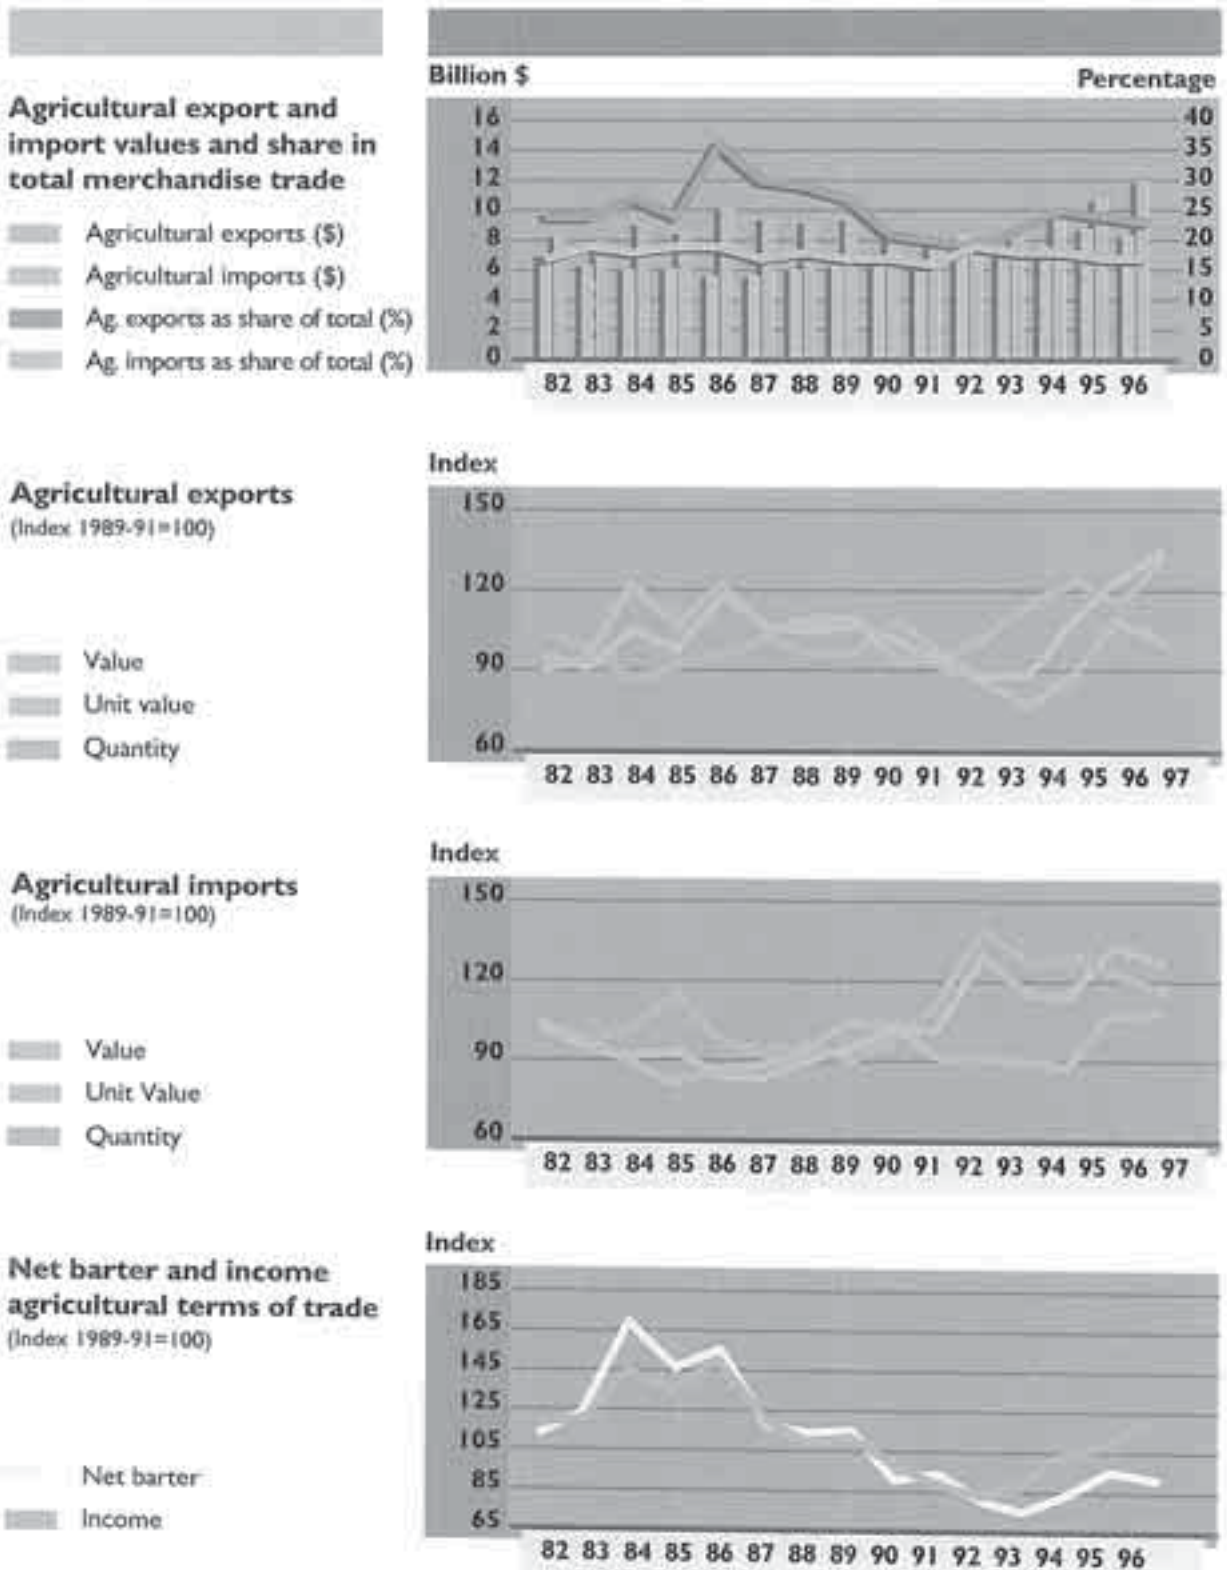 Agricultural export and
import values and share in
total merchandise trade
Agricultural exports ($)
Agricultural imports ($)
Ag. exports as share of total (%)
Ag. imports as share of total (%)
Billion $
Percentage
16 40
14 35
12 30
10 25
8 20
6 15
4 10
2 5
0 0
82 83 84 85 86 87 88 89 90 91 92 93 94 95 96
Agricultural exports
(Index 1989-91=100)
Value
Unit value
Quantity
Index
150
120
90
60
82 83 84 85 86 87 88 89 90 91 92 93 94 95 96 97
Agricultural imports
(Index 1989-91=100)
Value
Unit Value
Quantity
Index
150
120
90
60
82 83 84 85 86 87 88 89 90 91 92 93 94 95 96 97
Net barter and income
agricultural terms of trade
(Index 1989-91=100)
Net barter
Income
Index
185
165
145
125
105
85
65
82 83 84 85 86 87 88 89 90 91 92 93 94 95 96